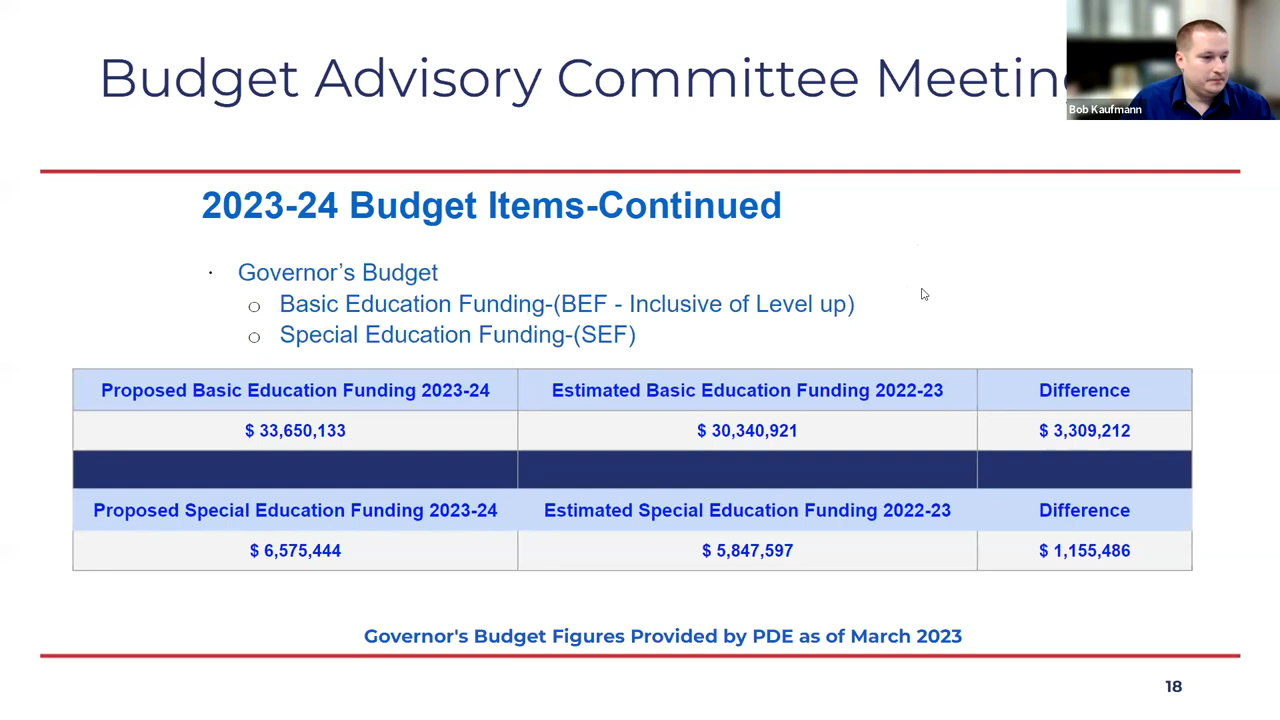 Budget Advisory Committee Meeting
Bob Kaufmann
2023-24 Budget Items-Continued
· Governor’s Budget
o Basic Education Funding-(BEF - Inclusive of Level up)
o Special Education Funding-(SEF)
Proposed Basic Education Funding 2023-24 Estimated Basic Education Funding 2022-23 Difference
$ 33,650,133 $ 30,340,921 $ 3,309,212
Proposed Special Education Funding 2023-24 Estimated Special Education Funding 2022-23 Difference
$ 6,575,444 $ 5,847,597 $ 1,155,486
Governor's Budget Figures Provided by PDE as of March 2023
18